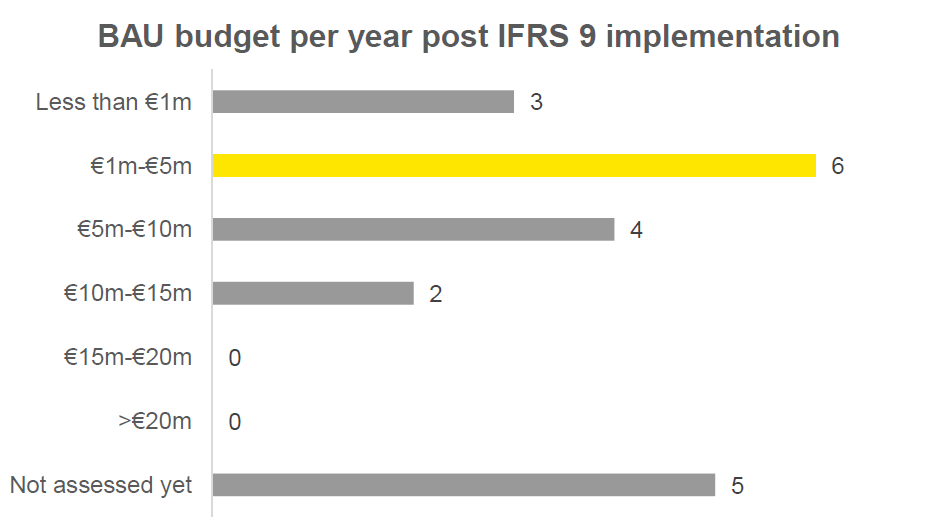 BAU budget per year post IFRS 9 implementation
Less than €1m 3
€1m-€5m 6
€5m-€10m 4
€10m-€15m 2
€15m-€20m 0
>€20m 0
Not assessed yet 5